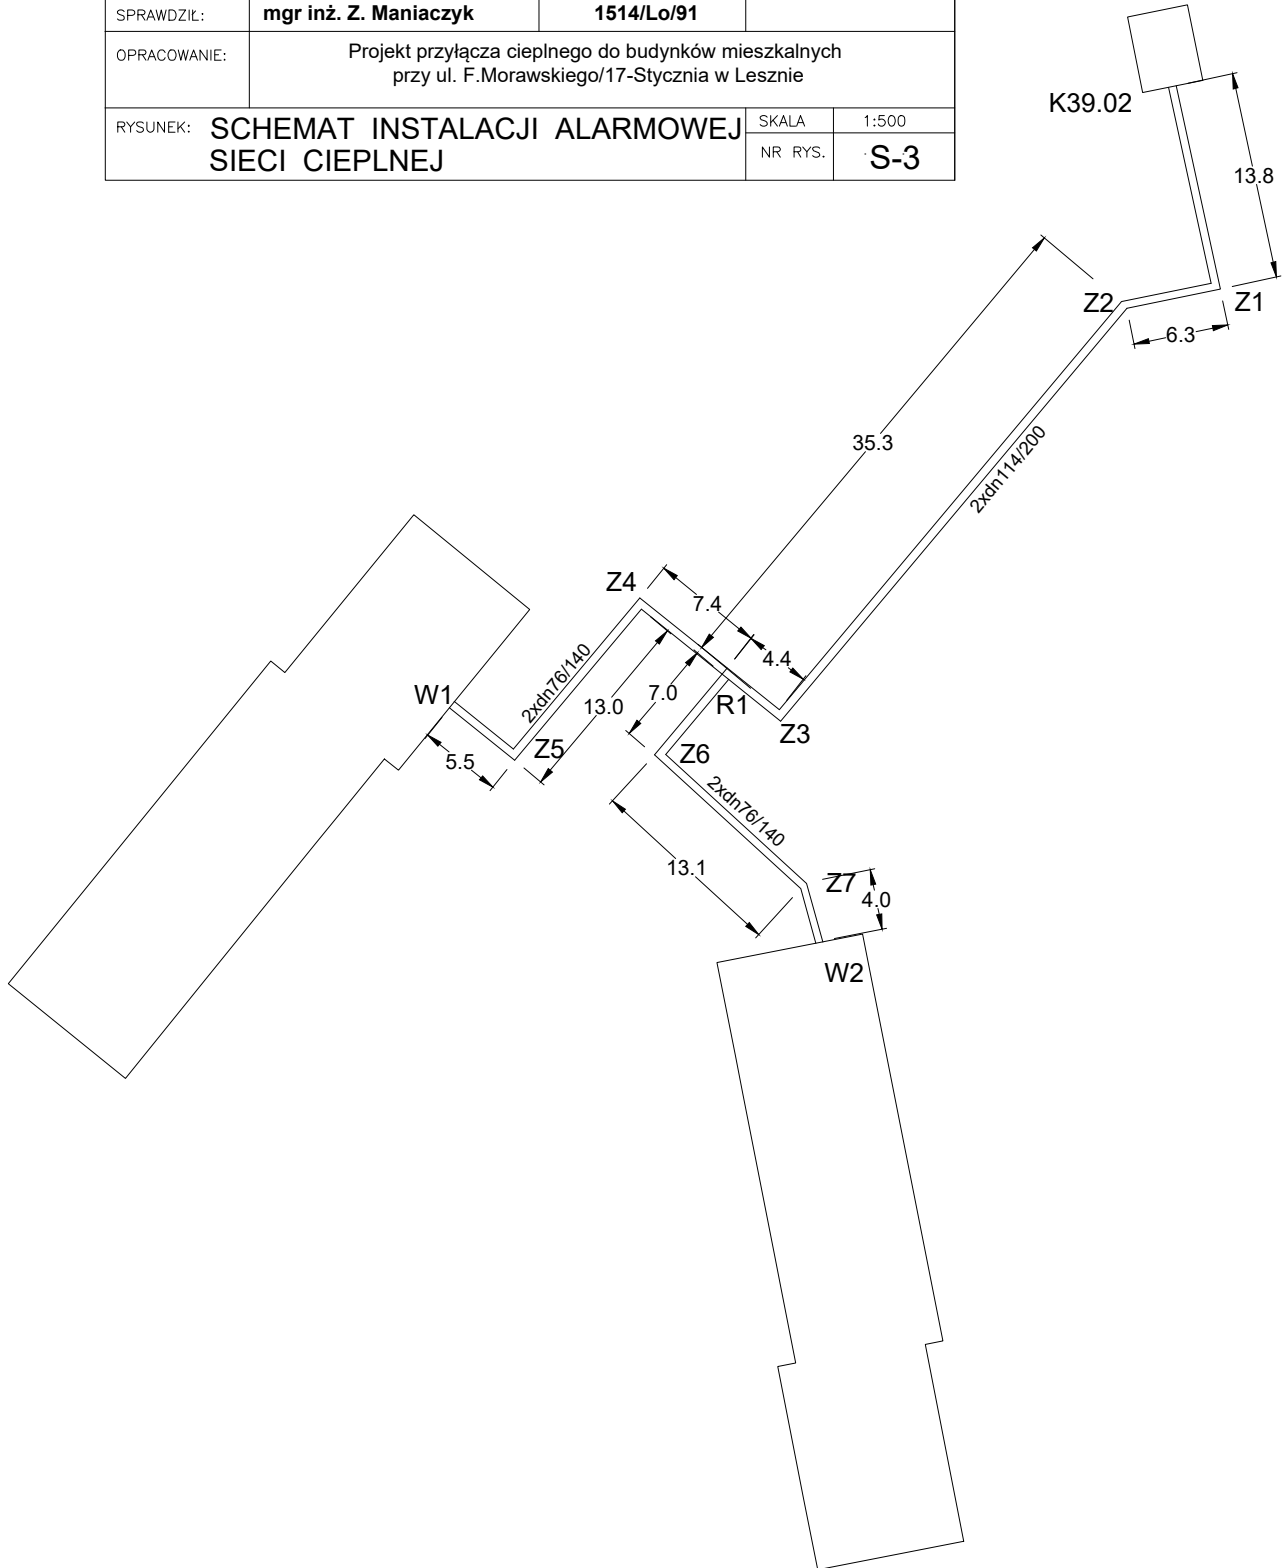 SPRAWDZIŁ: mgr inż. Z. Maniaczyk 1514/Lo/91
OPRACOWANIE: Projekt przyłącza cieplnego do budynków mieszkalnych
przy ul. F.Morawskiego/17-Stycznia w Lesznie
RYSUNEK: SCHEMAT INSTALACJI ALARMOWEJ
SIECI CIEPLNEJ
SKALA 1:500
NR RYS. S-3
K39.02
13.8
Z2
Z1
6.3
35.3
2xdn114/200
Z4
7.4
4.4
2xdn76/140
W1
13.0
7.0
R1
Z3
Z5
Z6
5.5
2xdn76/140
13.1
Z7
4.0
W2